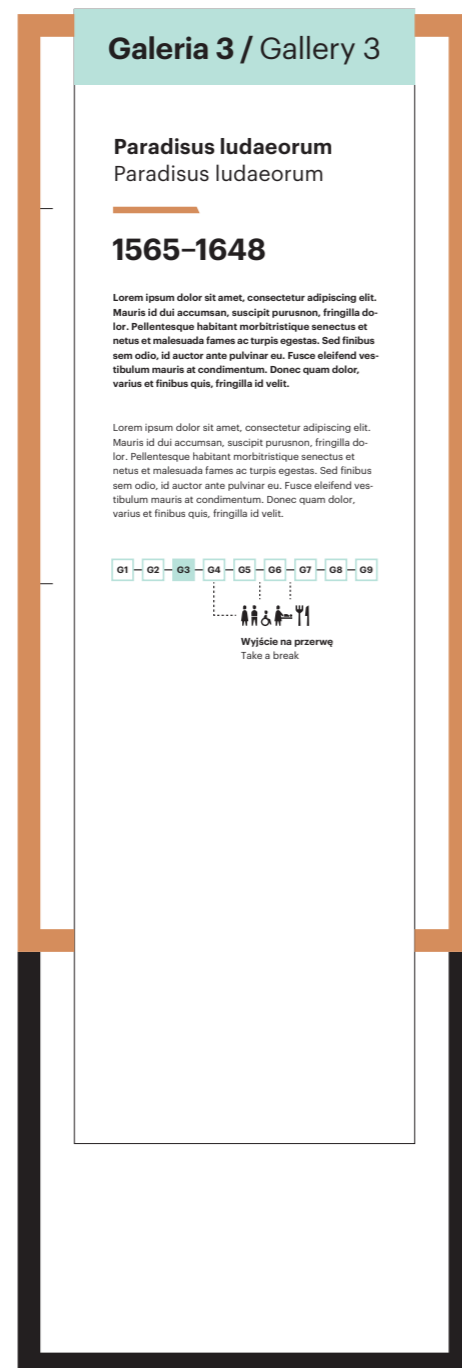 Galeria 3 / Gallery 3
Paradisus Iudaeorum
Paradisus Iudaeorum
1565–1648
Lorem ipsum dolor sit amet, consectetur adipiscing elit.
Mauris id dui accumsan, suscipit purusnon, fringilla do-
lor. Pellentesque habitant morbitristique senectus et
netus et malesuada fames ac turpis egestas. Sed finibus
sem odio, id auctor ante pulvinar eu. Fusce eleifend ves-
tibulum mauris at condimentum. Donec quam dolor,
varius et finibus quis, fringilla id velit.
Lorem ipsum dolor sit amet, consectetur adipiscing elit.
Mauris id dui accumsan, suscipit purusnon, fringilla do-
lor. Pellentesque habitant morbitristique senectus et
netus et malesuada fames ac turpis egestas. Sed finibus
sem odio, id auctor ante pulvinar eu. Fusce eleifend ves-
tibulum mauris at condimentum. Donec quam dolor,
varius et finibus quis, fringilla id velit.
G1 G2 G3 G4 G5 G6 G7 G8 G9
Wyjście na przerwę
Take a break